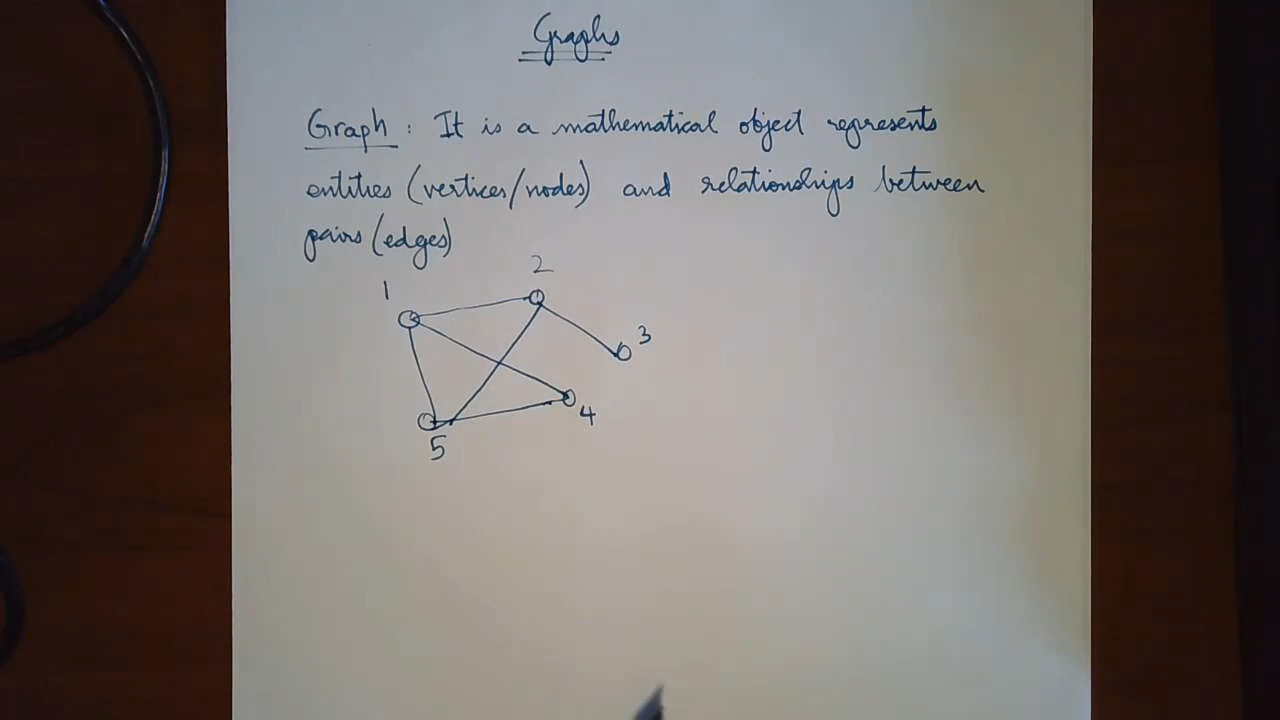 Graphs
Graph : It is a mathematical object represents
entities (vertices/nodes) and relationships between
pairs (edges)
2
1
3
4
5